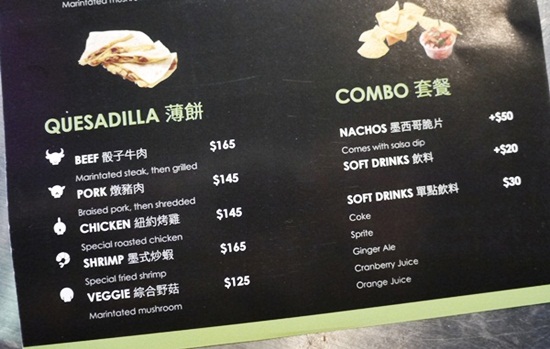 Marintated mushroom
QUESADILLA 薄餅
BEEF 骰子牛肉 $165
Marintated steak, then grilled
PORK 燉豬肉 $145
Braised pork, then shredded
CHICKEN 紐約烤雞 $145
Special roasted chicken
SHRIMP 墨式炒蝦 $165
Special fried shrimp
VEGGIE 綜合野菇 $125
Marintated mushroom
COMBO 套餐
NACHOS 墨西哥脆片 +$50
Comes with salsa dip
SOFT DRINKS 飲料 +$20
SOFT DRINKS 單點飲料 $30
Coke
Sprite
Ginger Ale
Cranberry Juice
Orange Juice